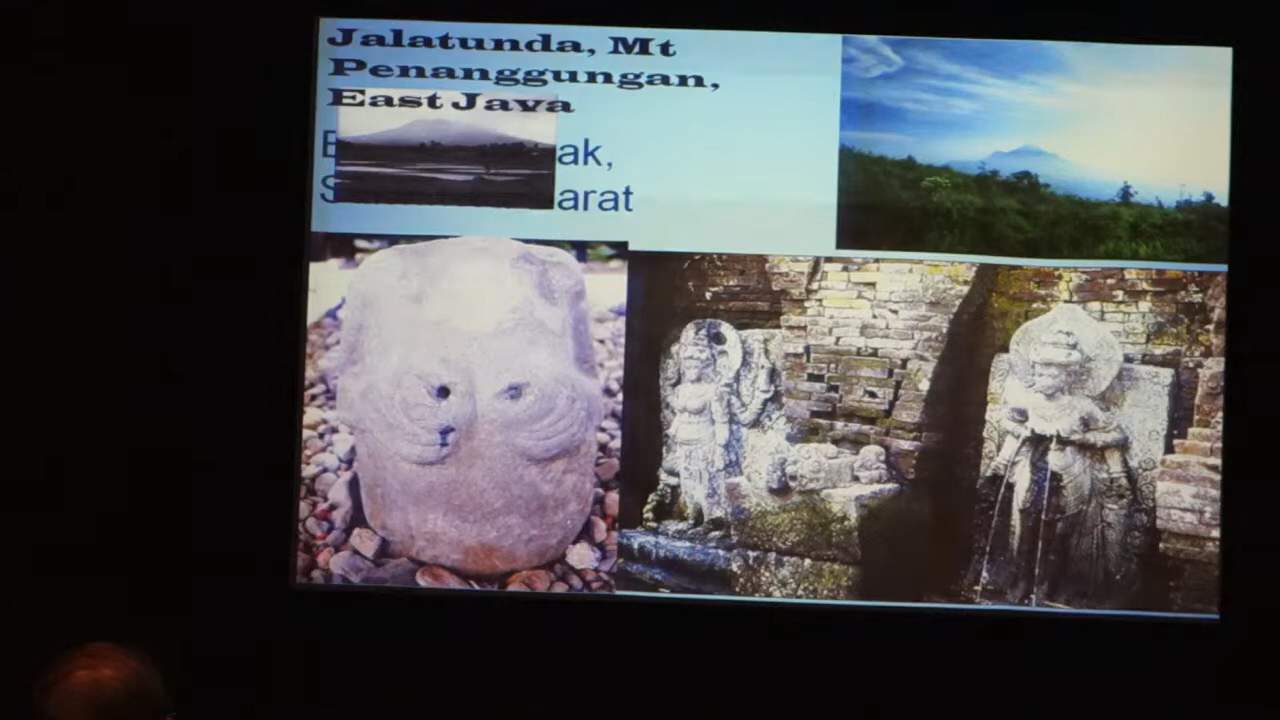 Jalatunda, Mt
Penanggungan,
East Java
ak,
arat